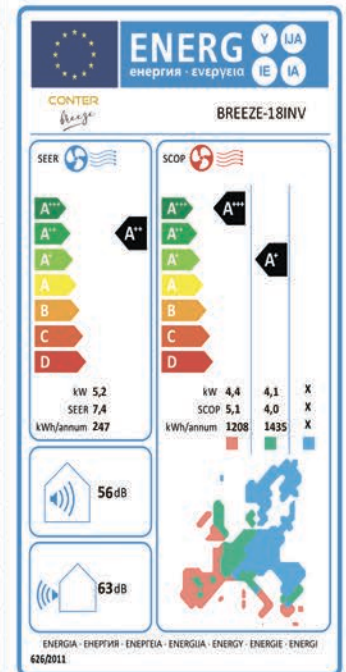 ENERG
Y IJA
IE IA
енергия · ενεργεια
CONTER
breeze
BREEZE-18INV
SEER
SCOP
A+++
A++
A+
A
B
C
D
A++
A+++
A++
A+
A
B
C
D
A+++
A+
kW 5,2
SEER 7,4
kWh/annum 247
kW 4,4 4,1 X
SCOP 5,1 4,0 X
kWh/annum 1208 1435 X
56dB
63dB
ENERGIA · ЕНЕРГИЯ · ΕΝΕΡΓΕΙΑ · ENERGIJA · ENERGY · ENERGIE · ENERGI
626/2011